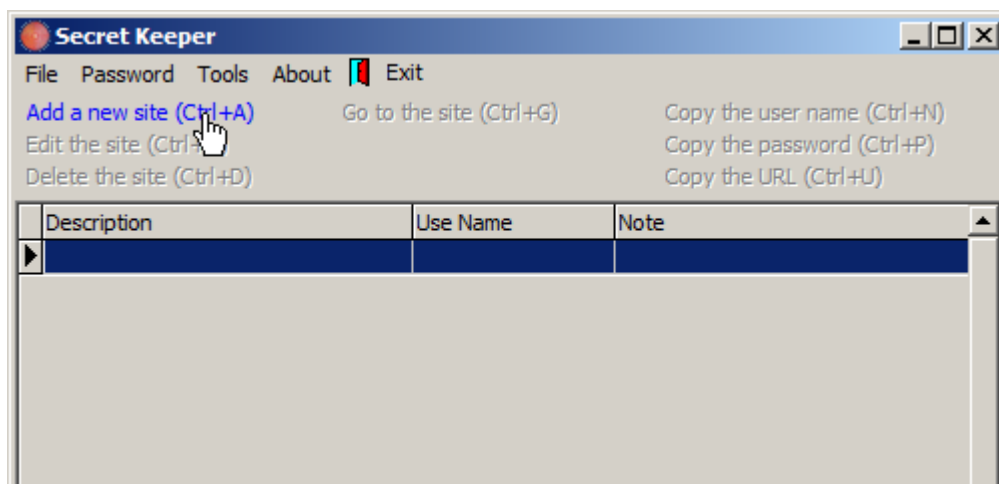 Secret Keeper
File Password Tools About Exit
Add a new site (Ctrl+A) Go to the site (Ctrl+G) Copy the user name (Ctrl+N)
Edit the site (Ctrl+ Copy the password (Ctrl+P)
Delete the site (Ctrl+D) Copy the URL (Ctrl+U)
Description Use Name Note